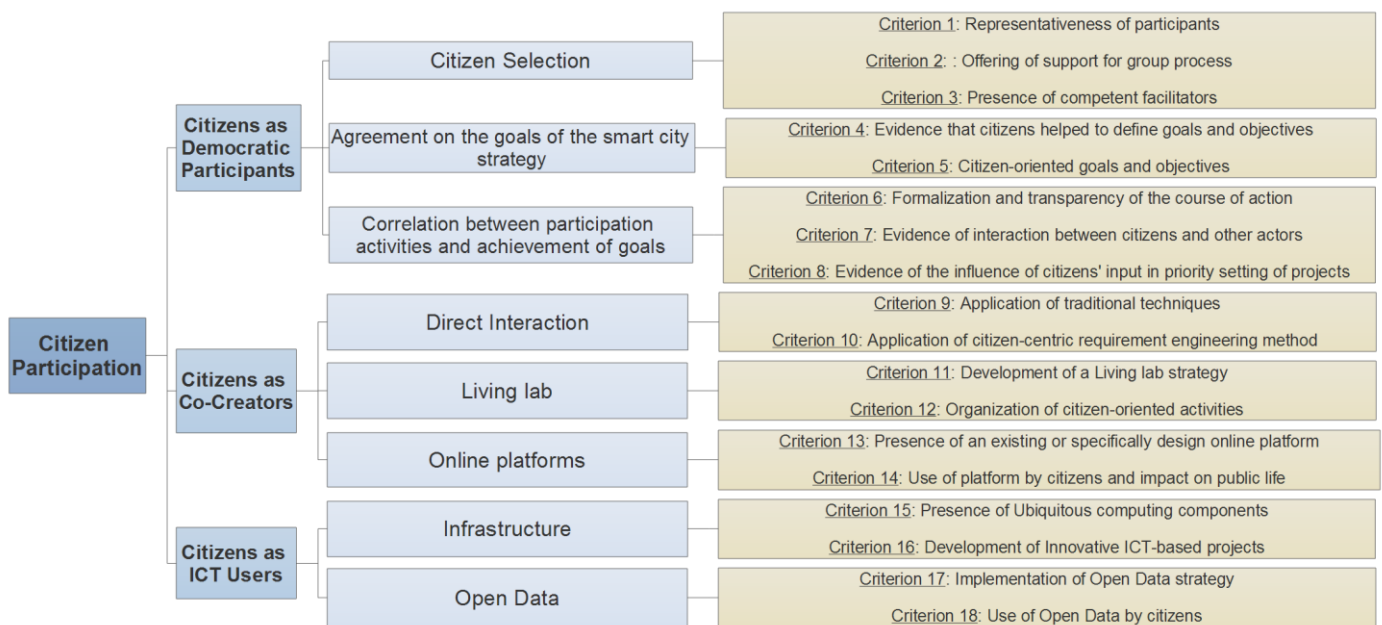 Citizen
Participation
Citizens as
Democratic
Participants
Citizen Selection
Criterion 1: Representativeness of participants
Criterion 2: : Offering of support for group process
Criterion 3: Presence of competent facilitators
Agreement on the goals of the smart city
strategy
Criterion 4: Evidence that citizens helped to define goals and objectives
Criterion 5: Citizen-oriented goals and objectives
Correlation between participation
activities and achievement of goals
Criterion 6: Formalization and transparency of the course of action
Criterion 7: Evidence of interaction between citizens and other actors
Criterion 8: Evidence of the influence of citizens' input in priority setting of projects
Citizens as
Co-Creators
Direct Interaction
Criterion 9: Application of traditional techniques
Criterion 10: Application of citizen-centric requirement engineering method
Living lab
Criterion 11: Development of a Living lab strategy
Criterion 12: Organization of citizen-oriented activities
Online platforms
Criterion 13: Presence of an existing or specifically design online platform
Criterion 14: Use of platform by citizens and impact on public life
Citizens as
ICT Users
Infrastructure
Criterion 15: Presence of Ubiquitous computing components
Criterion 16: Development of Innovative ICT-based projects
Open Data
Criterion 17: Implementation of Open Data strategy
Criterion 18: Use of Open Data by citizens